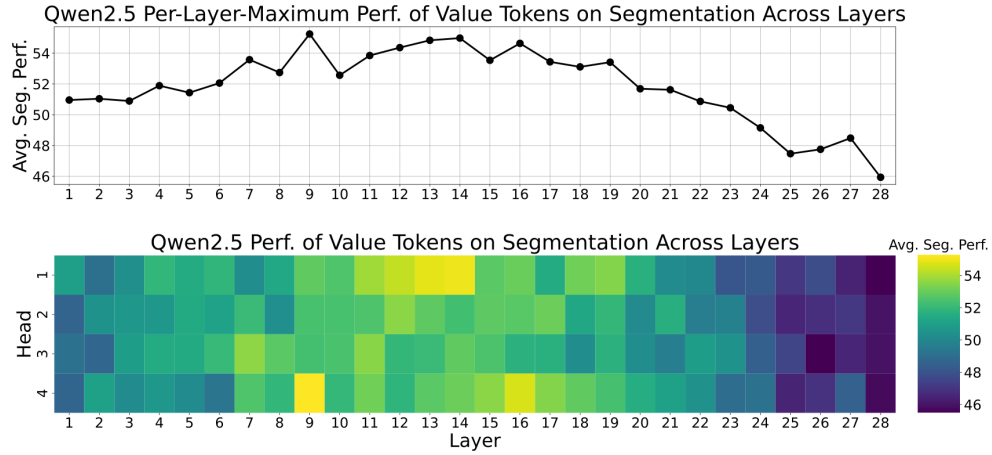 Qwen2.5 Per-Layer-Maximum Perf. of Value Tokens on Segmentation Across Layers
Avg. Seg. Perf.
54
52
50
48
46
1 2 3 4 5 6 7 8 9 10 11 12 13 14 15 16 17 18 19 20 21 22 23 24 25 26 27 28
Qwen2.5 Perf. of Value Tokens on Segmentation Across Layers
Avg. Seg. Perf.
Head
1
2
3
4
54
52
50
48
46
1 2 3 4 5 6 7 8 9 10 11 12 13 14 15 16 17 18 19 20 21 22 23 24 25 26 27 28
Layer